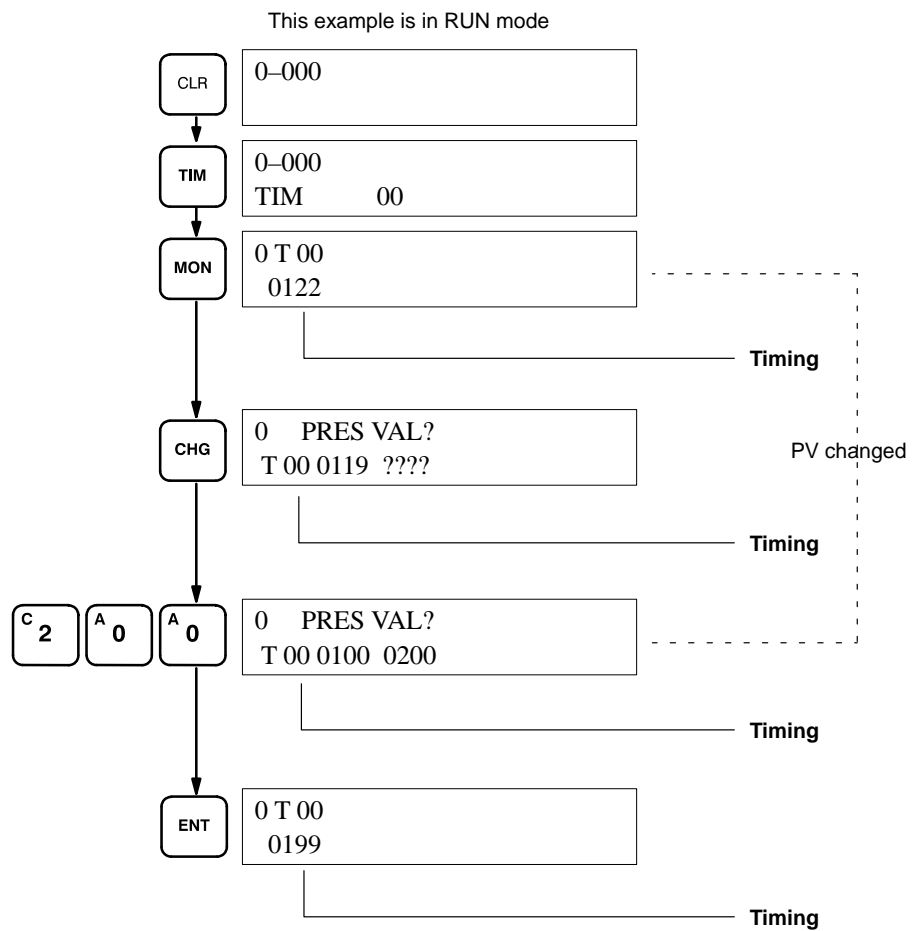 This example is in RUN mode
CLR
0–000
TIM
0–000
TIM 00
MON
0 T 00
0122
Timing
CHG
0 PRES VAL?
T 00 0119 ????
PV changed
Timing
C 2 A 0 A 0
0 PRES VAL?
T 00 0100 0200
Timing
ENT
0 T 00
0199
Timing